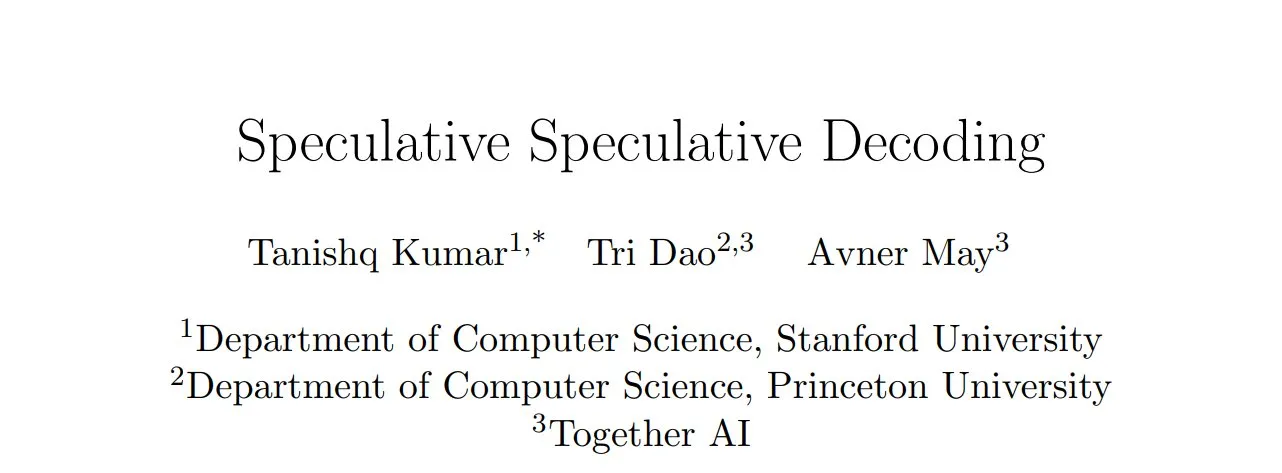 Speculative Speculative Decoding
Tanishq Kumar1,* Tri Dao2,3 Avner May3
1Department of Computer Science, Stanford University
2Department of Computer Science, Princeton University
3Together AI